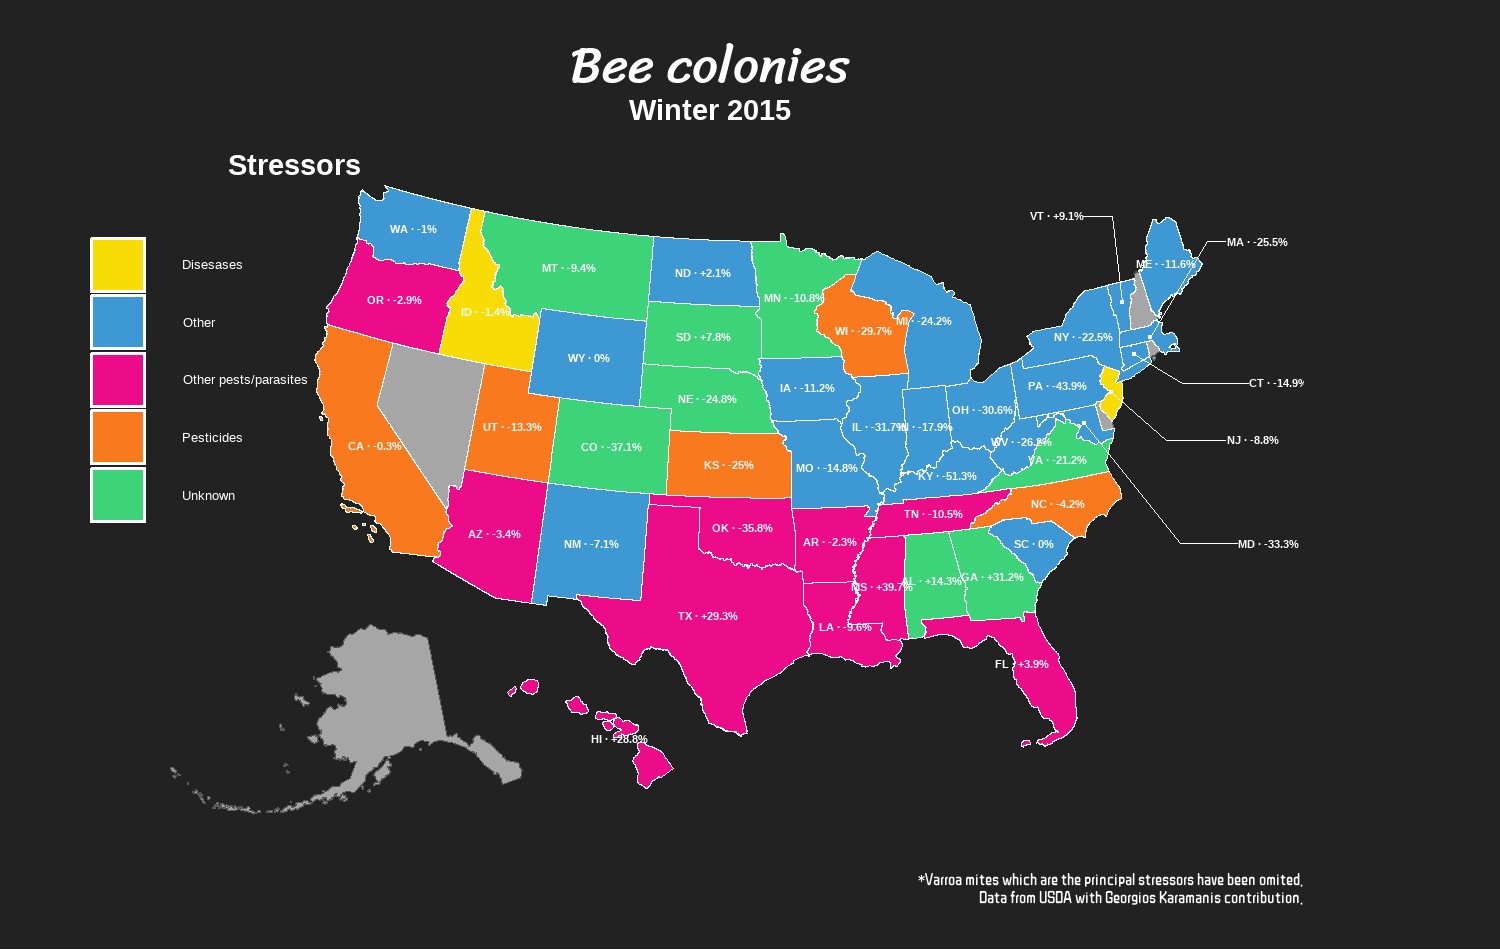 Bee colonies
Winter 2015
Stressors
Disesases
Other
Other pests/parasites
Pesticides
Unknown
WA · -1%
OR · -2.9%
CA · -0.3%
ID · -1.4%
MT · -9.4%
WY · 0%
UT · -13.3%
CO · -37.1%
AZ · -3.4%
NM · -7.1%
ND · +2.1%
SD · +7.8%
NE · -24.8%
KS · -25%
OK · -35.8%
TX · +29.3%
MN · -10.8%
IA · -11.2%
MO · -14.8%
AR · -2.3%
LA · -9.6%
WI · -29.7%
IL · -31.7%
MI · -24.2%
IN · -17.9%
OH · -30.6%
KY · -51.3%
TN · -10.5%
MS · +39.7%
AL · +14.3%
GA · +31.2%
FL · +3.9%
SC · 0%
NC · -4.2%
VA · -21.2%
WV · -26.2%
PA · -43.9%
NY · -22.5%
VT · +9.1%
ME · -11.6%
MA · -25.5%
CT · -14.9%
NJ · -8.8%
MD · -33.3%
HI · +28.8%
*Varroa mites which are the principal stressors have been omited.
Data from USDA with Georgios Karamanis contribution.